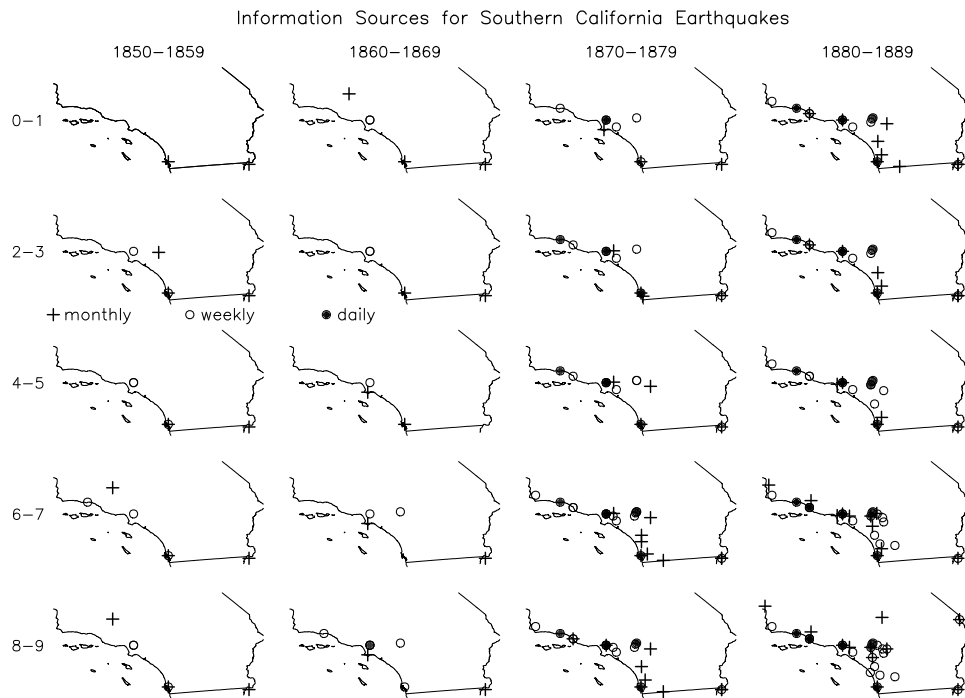 Information Sources for Southern California Earthquakes
1850-1859 1860-1869 1870-1879 1880-1889
0-1
2-3
monthly weekly daily
4-5
6-7
8-9